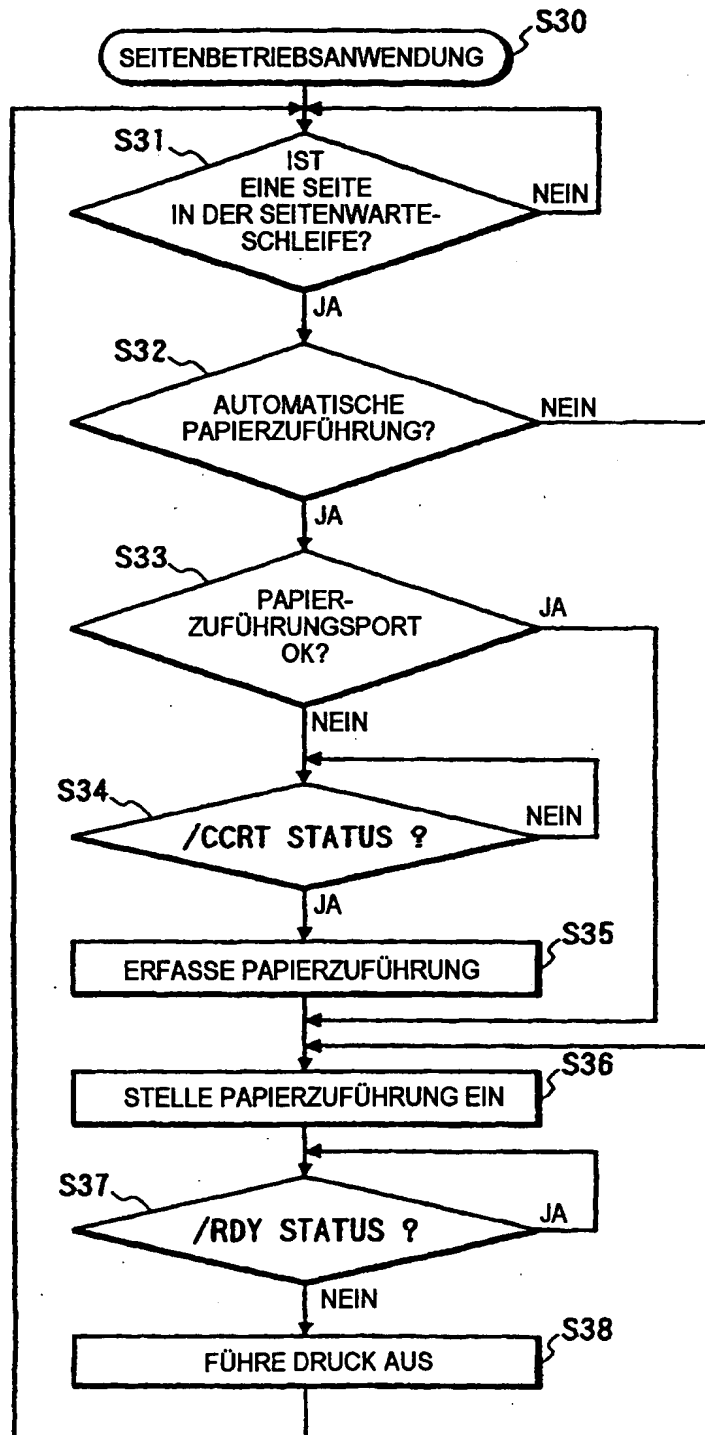 S30
SEITENBETRIEBSANWENDUNG
S31
IST
EINE SEITE
IN DER SEITENWARTE-
SCHLEIFE?
NEIN
JA
S32
AUTOMATISCHE
PAPIERZUFÜHRUNG?
NEIN
JA
S33
PAPIER-
ZUFÜHRUNGSPORT
OK?
JA
NEIN
S34
/CCRT STATUS ?
NEIN
JA
S35
ERFASSE PAPIERZUFÜHRUNG
S36
STELLE PAPIERZUFÜHRUNG EIN
S37
/RDY STATUS ?
JA
NEIN
S38
FÜHRE DRUCK AUS